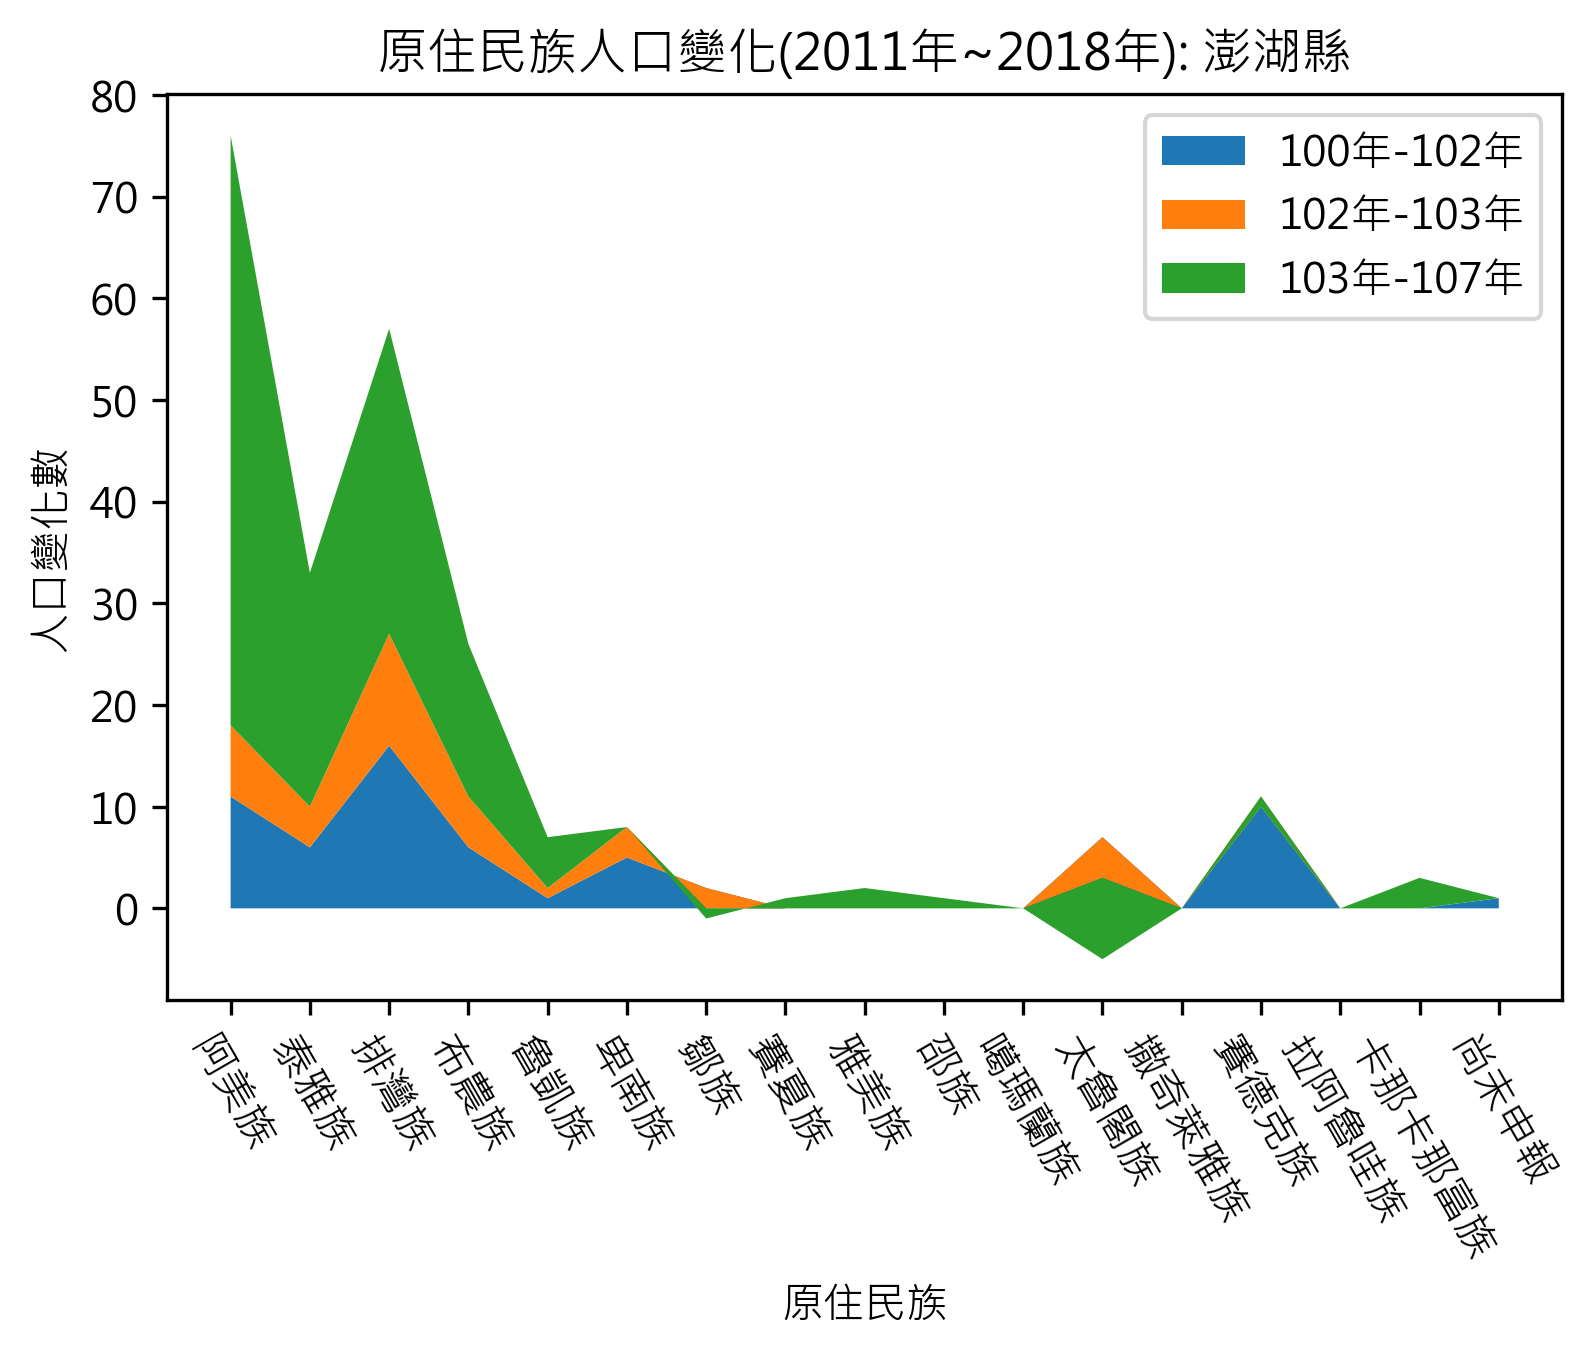 原住民族人口變化(2011年~2018年): 澎湖縣
80
70
60
50
40
30
20
10
0
人口變化數
100年-102年
102年-103年
103年-107年
阿美族
泰雅族
排灣族
布農族
魯凱族
卑南族
鄒族
賽夏族
雅美族
邵族
噶瑪蘭族
太魯閣族
撒奇萊雅族
賽德克族
拉阿魯哇族
卡那卡那富族
尚未申報
原住民族